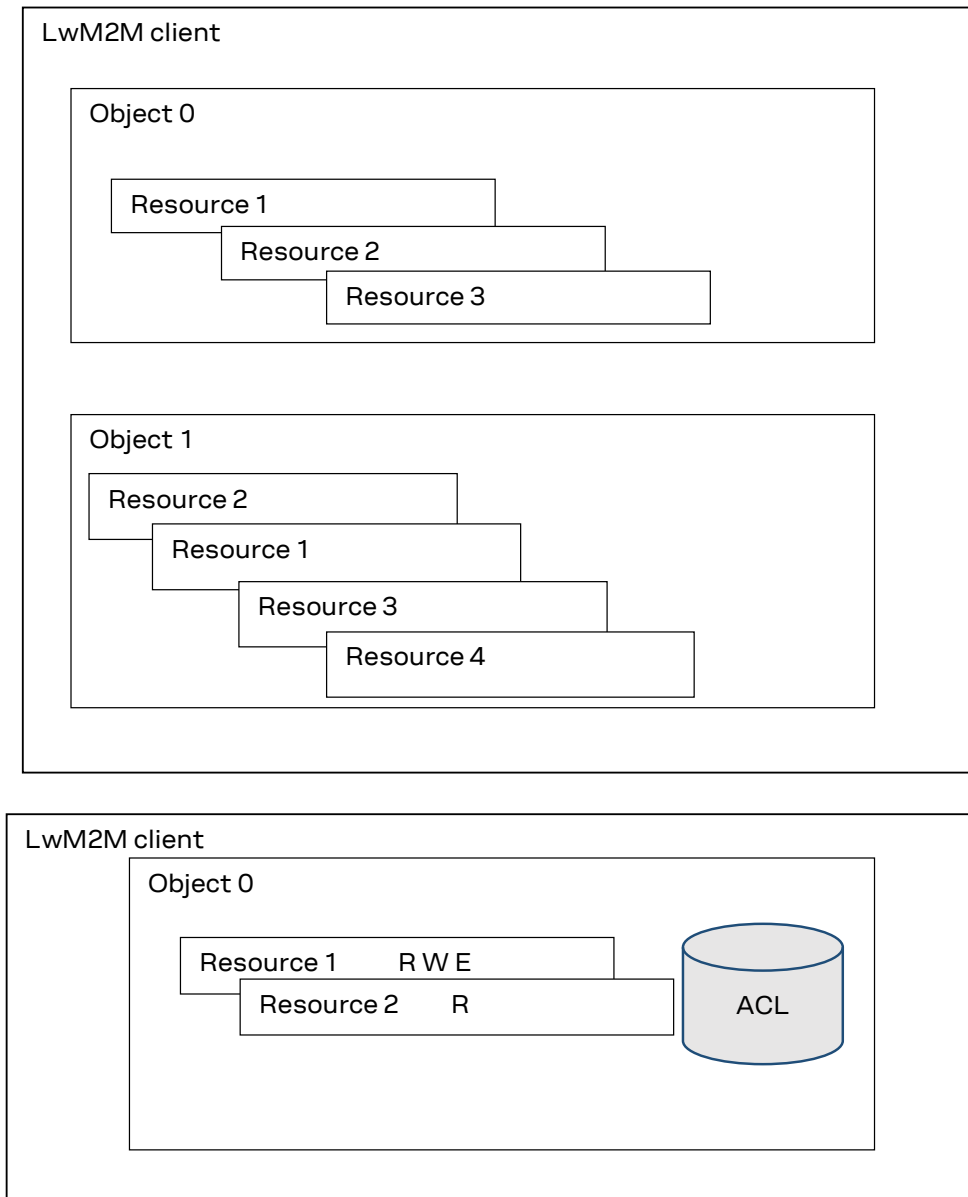 LwM2M client
Object 0
Resource 1
Resource 2
Resource 3
Object 1
Resource 2
Resource 1
Resource 3
Resource 4
LwM2M client
Object 0
Resource 1 R W E
Resource 2 R
ACL